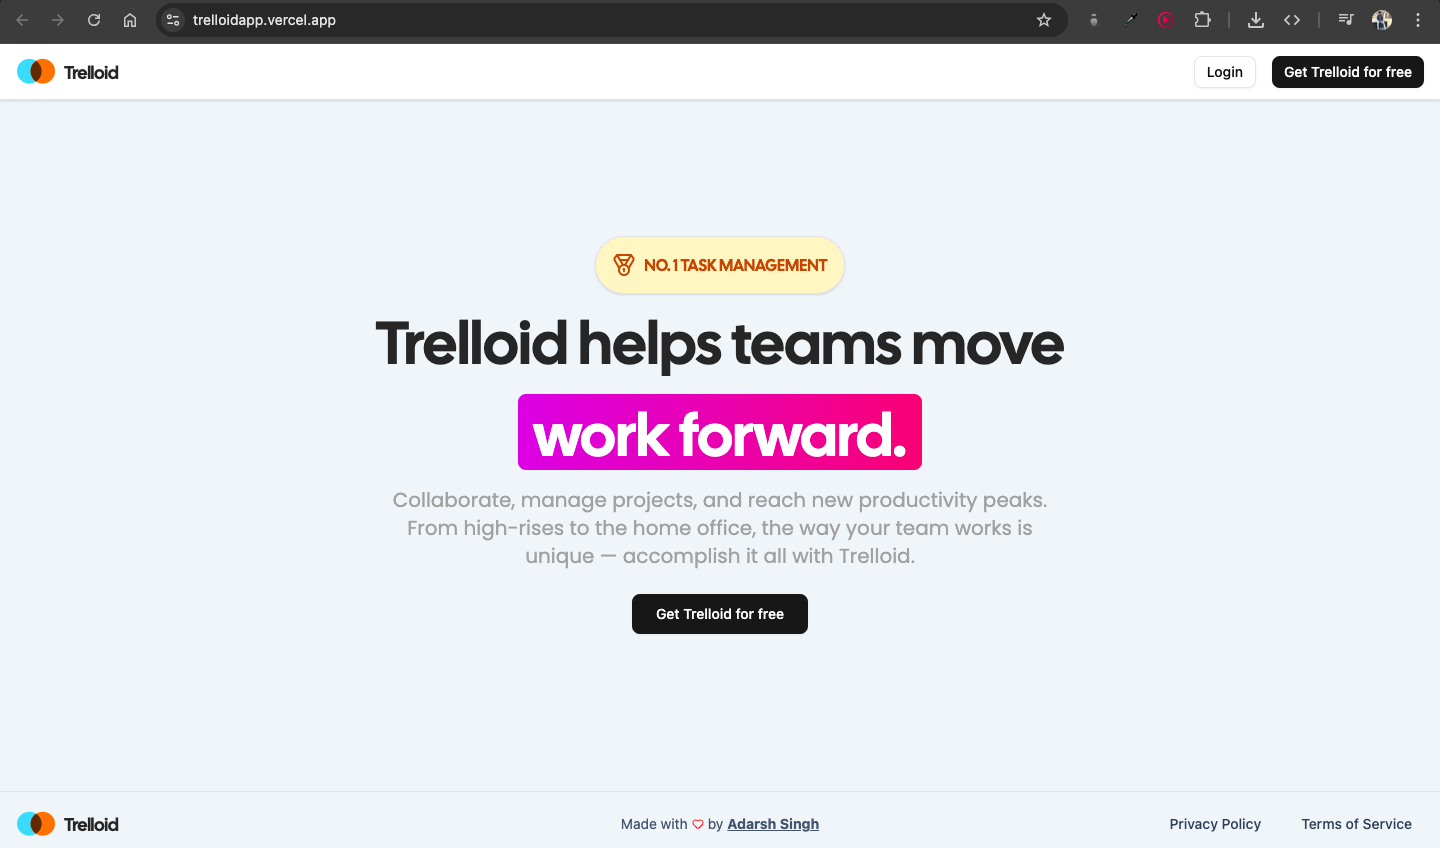 trelloidapp.vercel.app
Trelloid
Login
Get Trelloid for free
NO. 1 TASK MANAGEMENT
Trelloid helps teams move
work forward.
Collaborate, manage projects, and reach new productivity peaks.
From high-rises to the home office, the way your team works is
unique — accomplish it all with Trelloid.
Get Trelloid for free
Trelloid
Made with by Adarsh Singh
Privacy Policy
Terms of Service